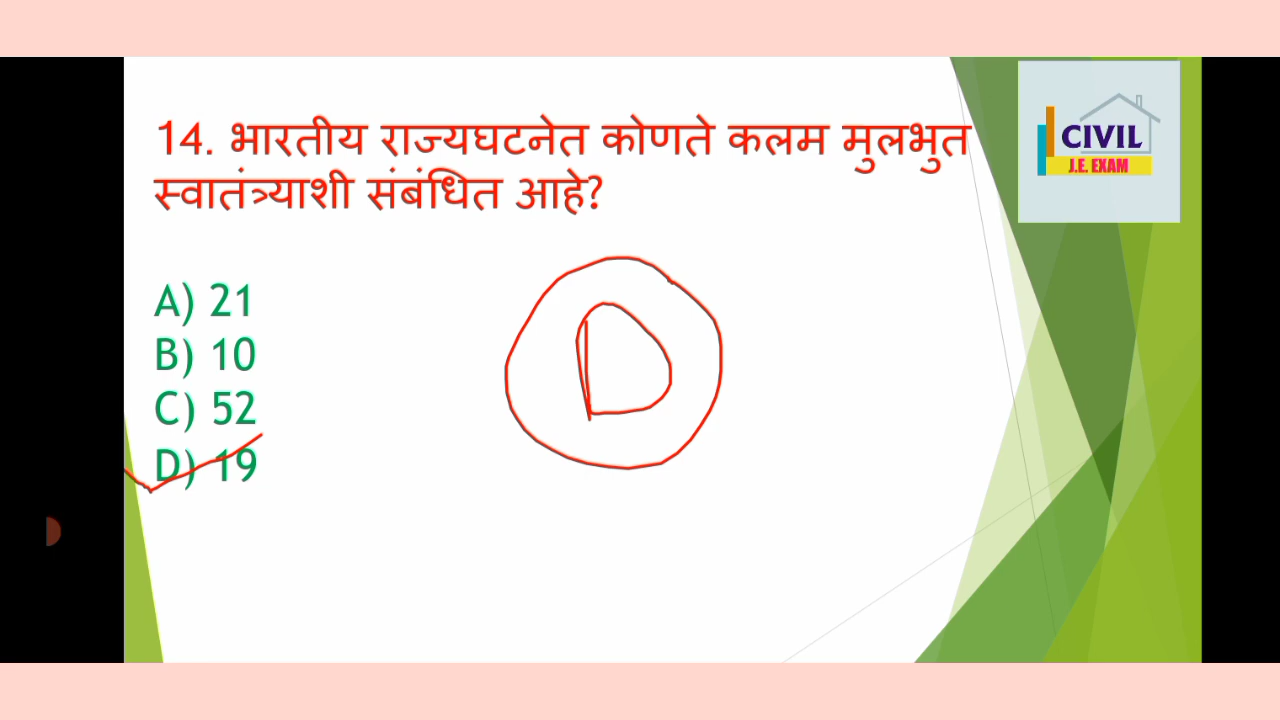 14. भारतीय राज्यघटनेत कोणते कलम मुलभुत
स्वातंत्र्याशी संबंधित आहे?
CIVIL
J.E. EXAM
A) 21
B) 10
C) 52
D) 19
D